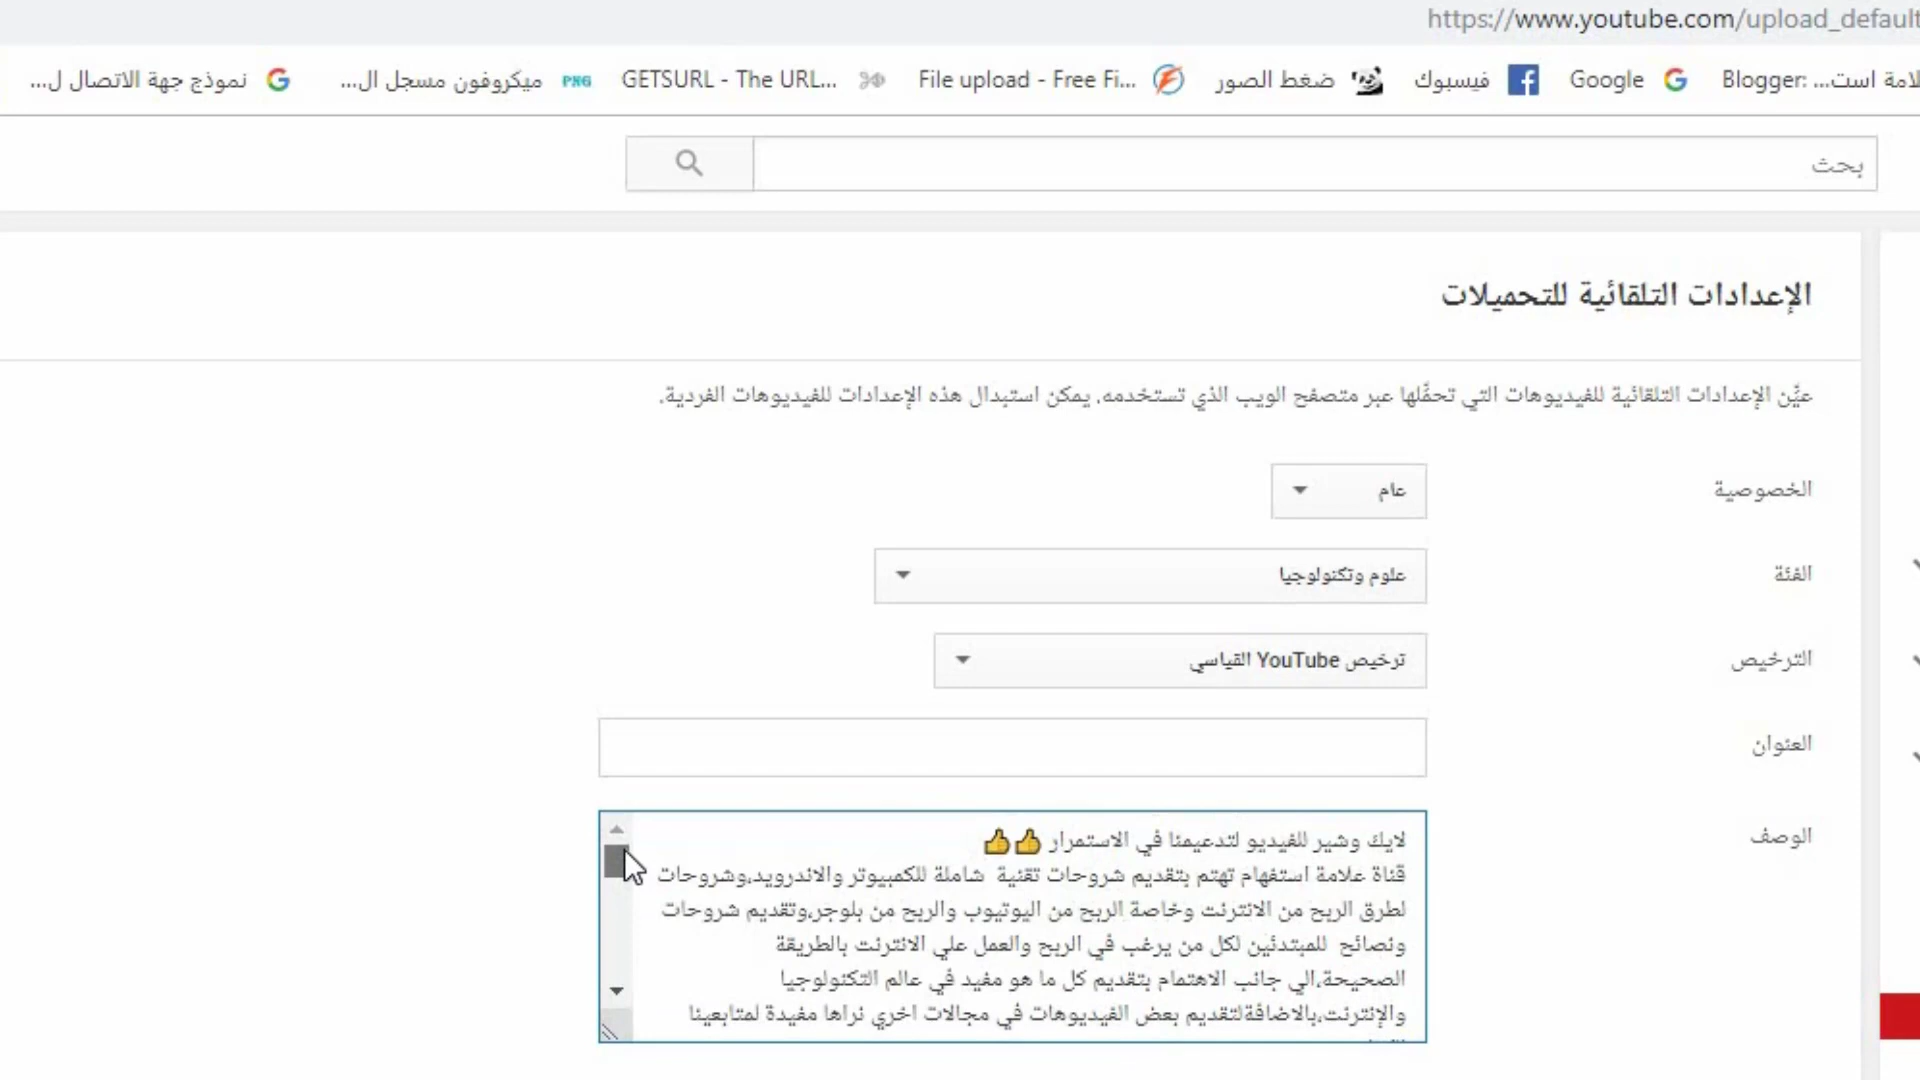 https://www.youtube.com/upload_default
Blogger: ...لامة است
Google
فيسبوك
ضغط الصور
File upload - Free Fi...
GETSURL - The URL...
ميكروفون مسجل ال...
نموذج جهة الاتصال ل...
بحث
الإعدادات التلقائية للتحميلات
عيِّن الإعدادات التلقائية للفيديوهات التي تحمَّلها عبر متصفح الويب الذي تستخدمه. يمكن استبدال هذه الإعدادات للفيديوهات الفردية.
الخصوصية
عام
الفئة
علوم وتكنولوجيا
الترخيص
ترخيص YouTube القياسي
العنوان
الوصف
لايك وشير للفيديو لتدعيمنا في الاستمرار 👍👍
قناة علامة استفهام تهتم بتقديم شروحات تقنية شاملة للكمبيوتر والاندرويد,وشروحات
لطرق الربح من الانترنت وخاصة الربح من اليوتيوب والربح من بلوجر,وتقديم شروحات
ونصائح للمبتدئين لكل من يرغب في الربح والعمل علي الانترنت بالطريقة
الصحيحة,الي جانب الاهتمام بتقديم كل ما هو مفيد في عالم التكنولوجيا
والإنترنت,بالاضافةلتقديم بعض الفيديوهات في مجالات اخري نراها مفيدة لمتابعينا